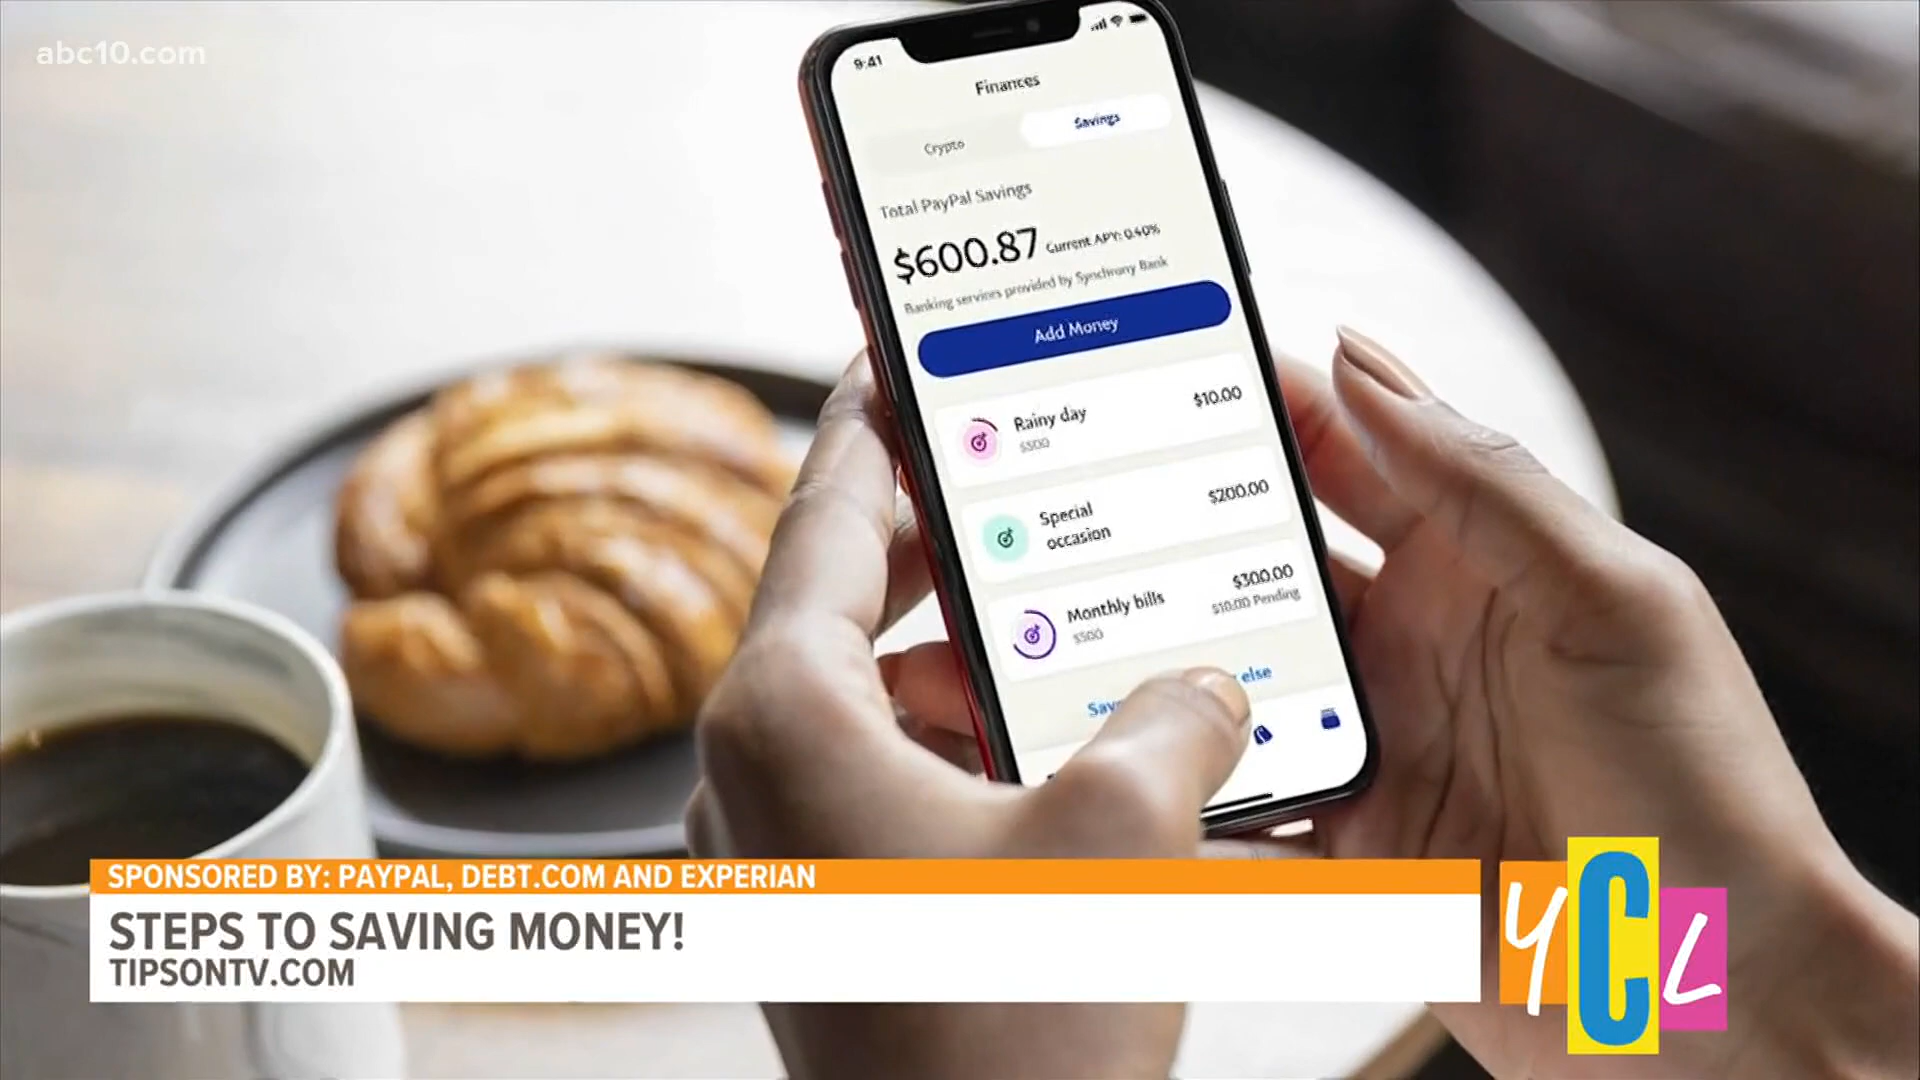 abc10.com
9:41
Finances
Crypto
Savings
Total PayPal Savings
$600.87 Current APY: 0.40%
Banking services provided by Synchrony Bank
Add Money
Rainy day
$10.00
$500
Special
occasion
$200.00
Monthly bills
$300.00
$500
$10.00 Pending
else
SPONSORED BY: PAYPAL, DEBT.COM AND EXPERIAN
STEPS TO SAVING MONEY!
TIPSONTV.COM
YCL